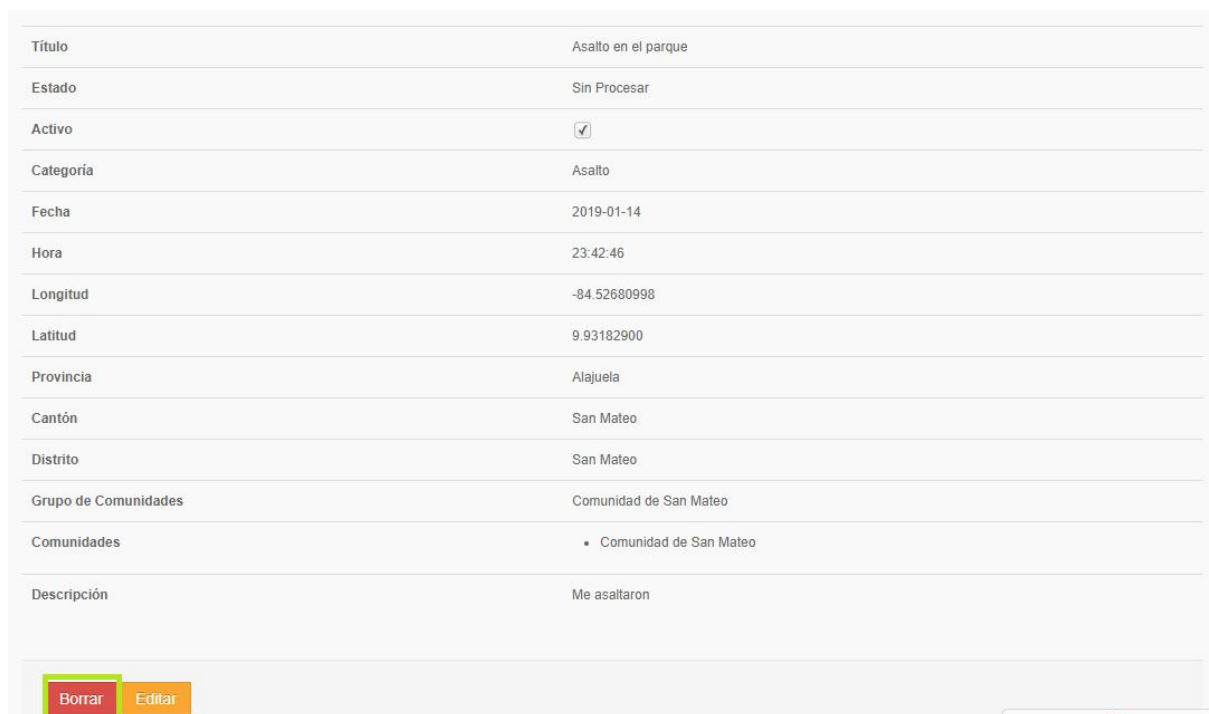 Título Asalto en el parque
Estado Sin Procesar
Activo
Categoría Asalto
Fecha 2019-01-14
Hora 23:42:46
Longitud -84.52680998
Latitud 9.93182900
Provincia Alajuela
Cantón San Mateo
Distrito San Mateo
Grupo de Comunidades Comunidad de San Mateo
Comunidades • Comunidad de San Mateo
Descripción Me asaltaron
Borrar Editar